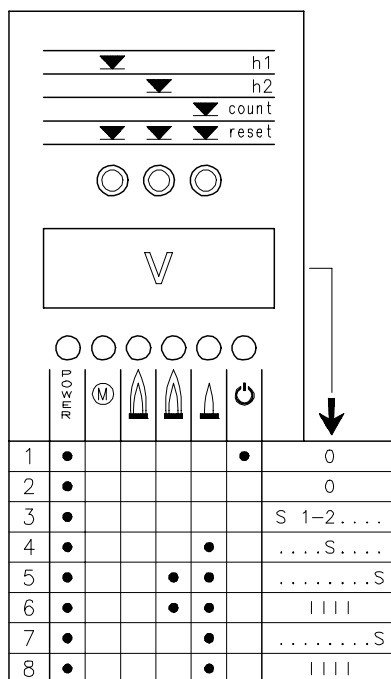 h1
h2
count
reset
V
POWER
M
1 0
2 0
3 S 1-2....
4 ....S....
5 ........S
6 IIII
7 ........S
8 IIII